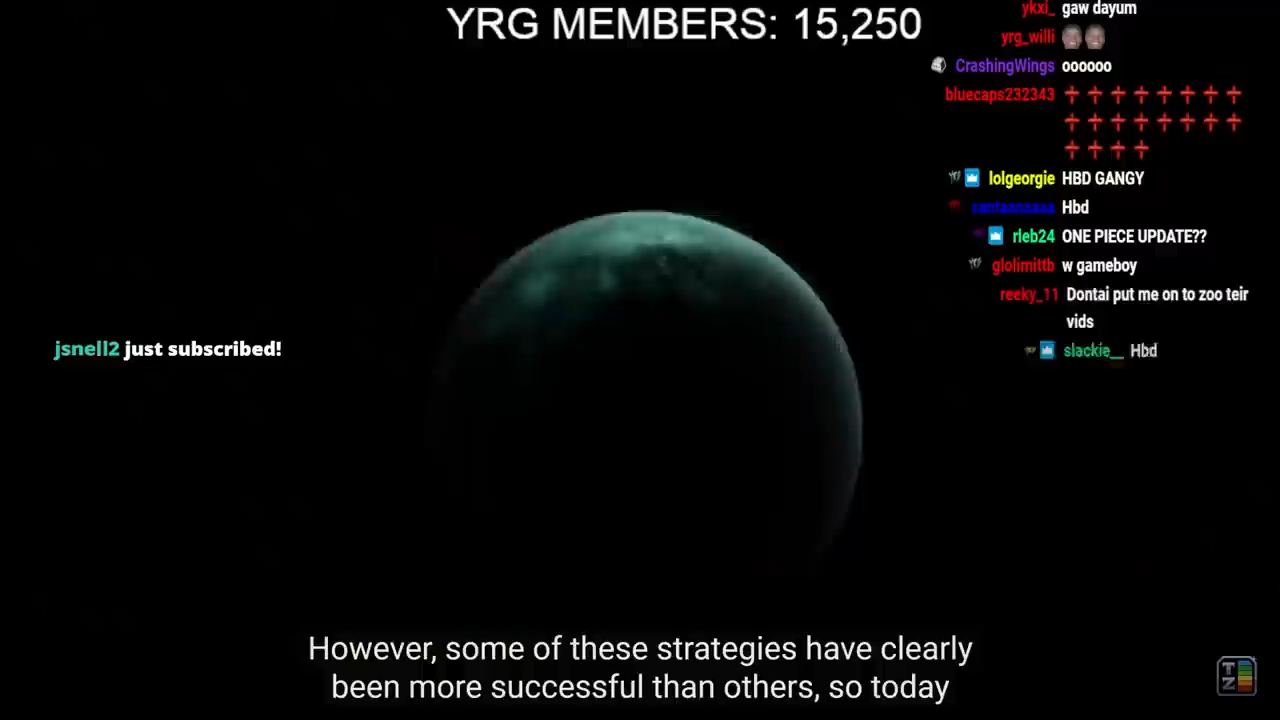 YRG MEMBERS: 15,250
ykxi_ gaw dayum
yrg_willi
CrashingWings oooooo
bluecaps232343
lolgeorgie HBD GANGY
Hbd
rleb24 ONE PIECE UPDATE??
glolimittb w gameboy
reeky_11 Dontai put me on to zoo teir
vids
slackie__ Hbd
jsnell2 just subscribed!
However, some of these strategies have clearly
been more successful than others, so today
TZ